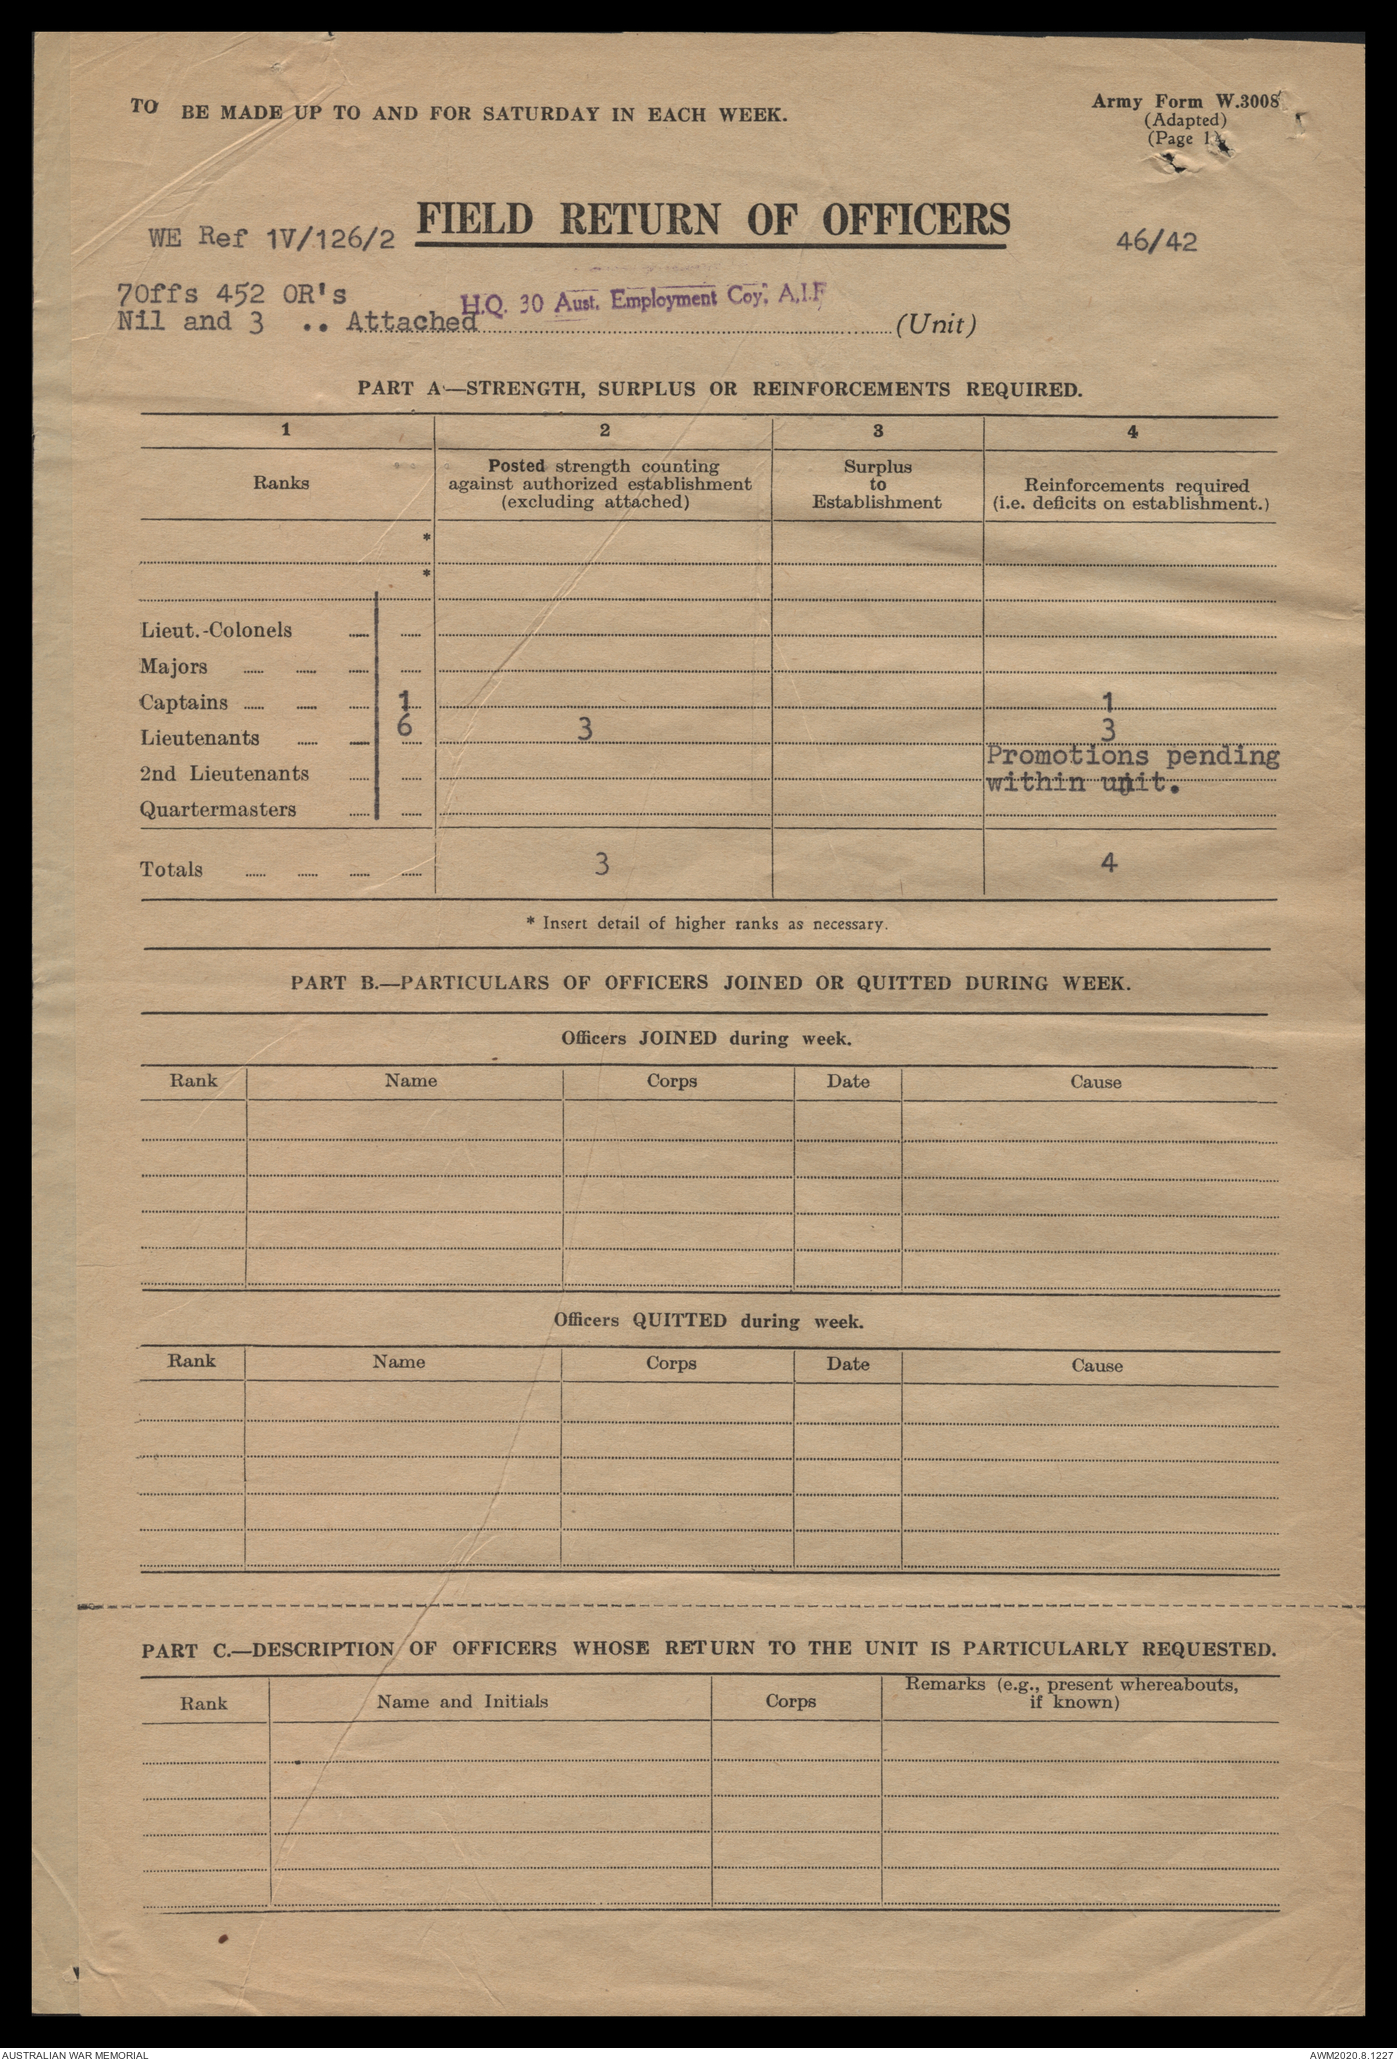 TO BE MADE UP TO AND FOR SATURDAY IN EACH WEEK.
Army Form W.3008
(Adapted)
(Page 1)
FIELD RETURN OF OFFICERS
WE Ref 1V/126/2
46/42
7Offs 452 OR's
H.Q. 30 Aust. Employment Coy, A.I.F
Nil and 3 .. Attached (Unit)
PART A—STRENGTH, SURPLUS OR REINFORCEMENTS REQUIRED.
1 2 3 4
Ranks
Posted strength counting
against authorized establishment
(excluding attached)
Surplus
to
Establishment
Reinforcements required
(i.e. deficits on establishment.)
*
*
Lieut.-Colonels
Majors
Captains 1 1
Lieutenants 6 3 3
Promotions pending
2nd Lieutenants within unit.
Quartermasters
Totals 3 4
* Insert detail of higher ranks as necessary.
PART B.—PARTICULARS OF OFFICERS JOINED OR QUITTED DURING WEEK.
Officers JOINED during week.
Rank Name Corps Date Cause
Officers QUITTED during week.
Rank Name Corps Date Cause
PART C.—DESCRIPTION OF OFFICERS WHOSE RETURN TO THE UNIT IS PARTICULARLY REQUESTED.
Rank Name and Initials Corps Remarks (e.g., present whereabouts,
if known)
AUSTRALIAN WAR MEMORIAL
AWM2020.8.1227